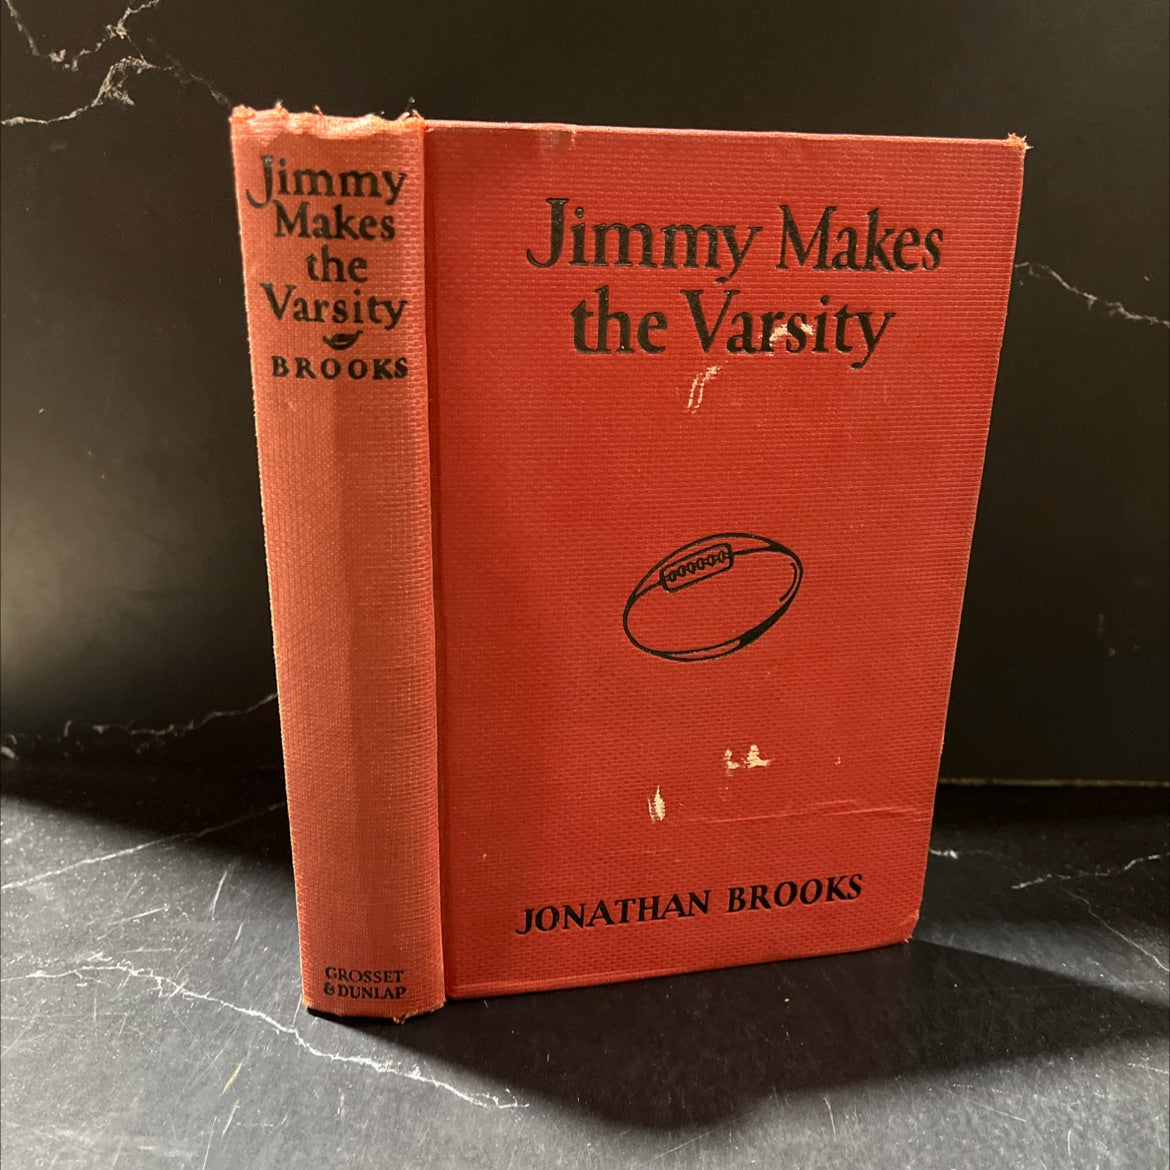 Jimmy
Makes
the
Varsity
BROOKS
GROSSET
& DUNLAP
Jimmy Makes
the Varsity
JONATHAN BROOKS